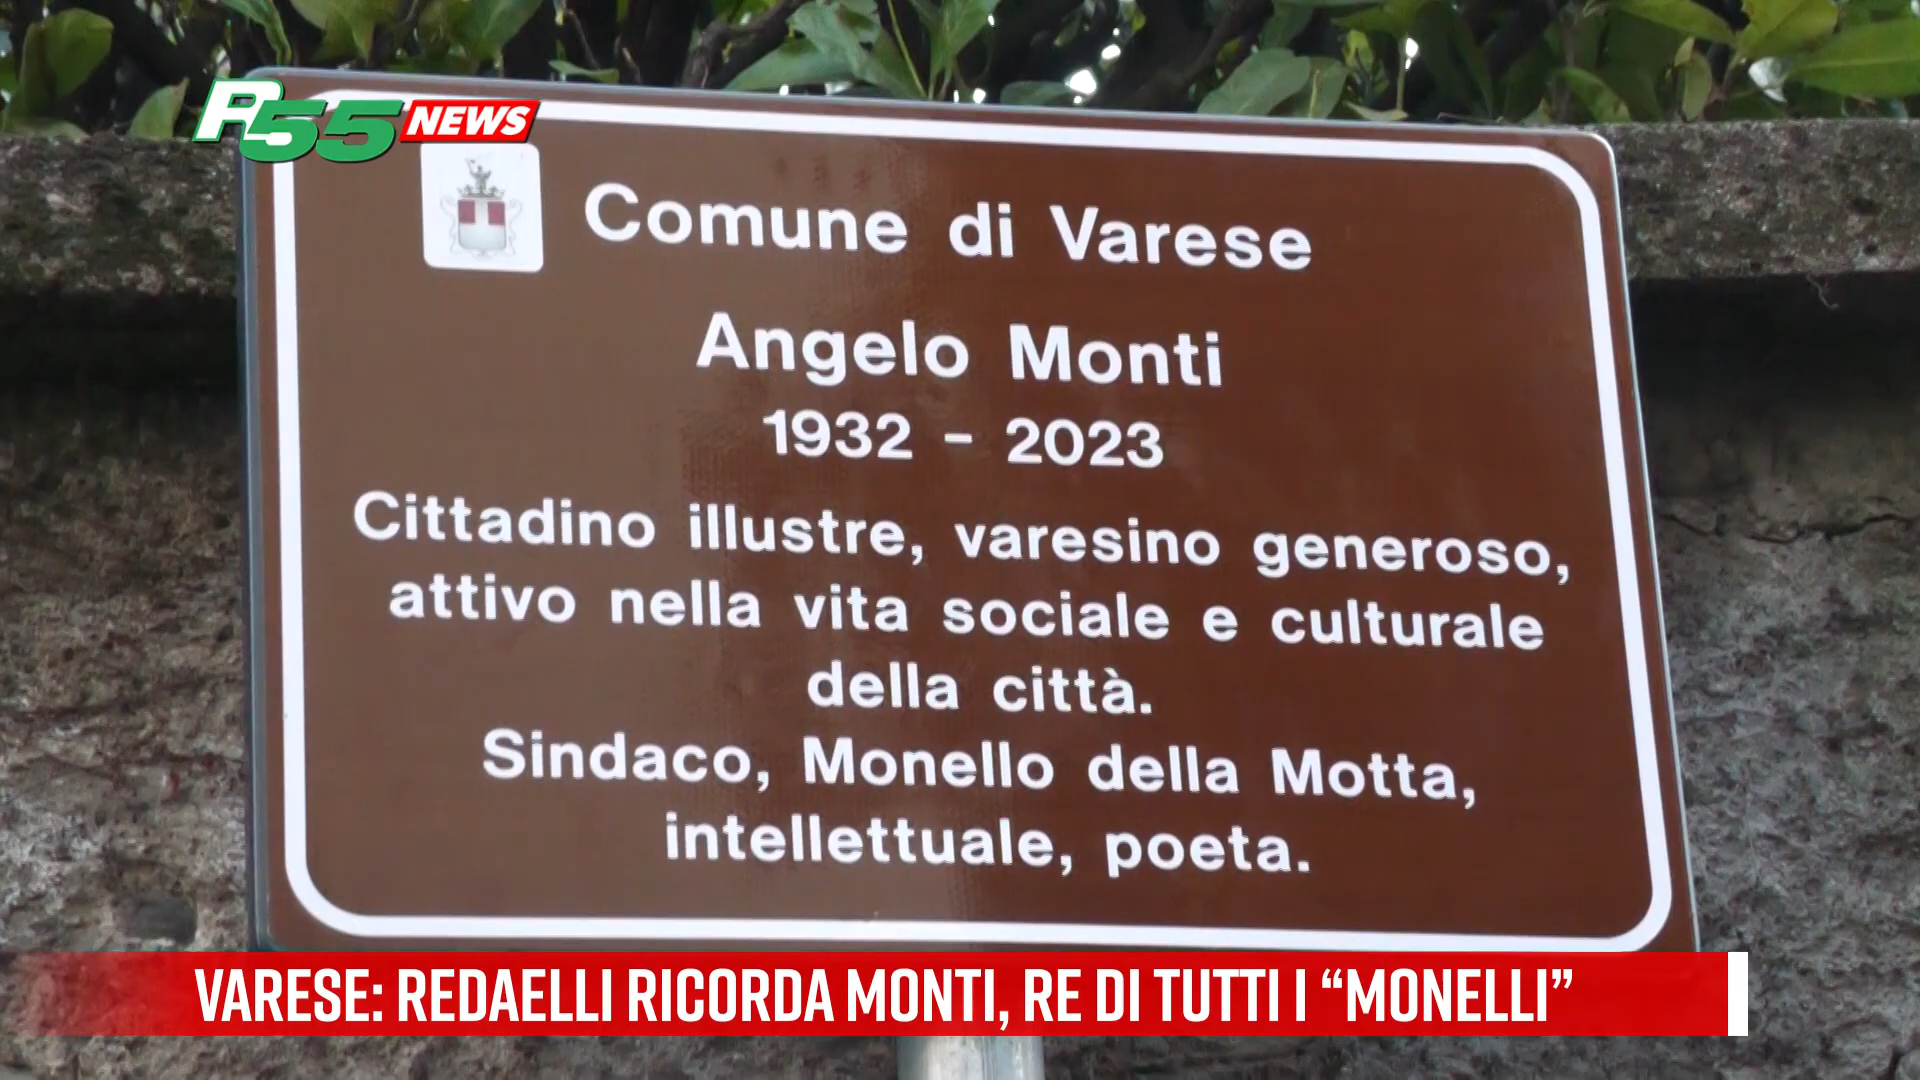 R55 NEWS
Comune di Varese
Angelo Monti
1932 - 2023
Cittadino illustre, varesino generoso,
attivo nella vita sociale e culturale
della città.
Sindaco, Monello della Motta,
intellettuale, poeta.
VARESE: REDAELLI RICORDA MONTI, RE DI TUTTI I “MONELLI”